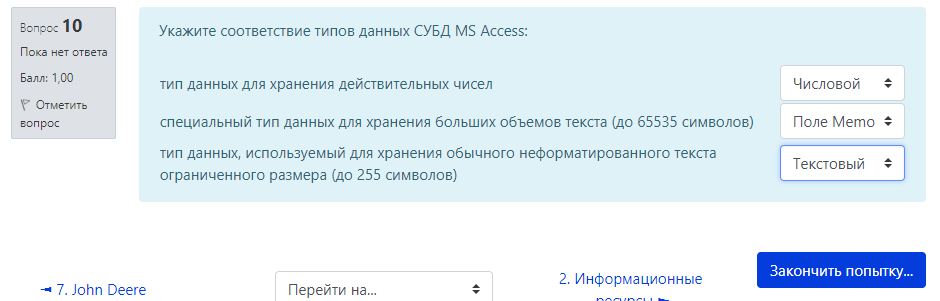 Вопрос 10
Пока нет ответа
Балл: 1,00
Отметить
вопрос
Укажите соответствие типов данных СУБД MS Access:
тип данных для хранения действительных чисел
Числовой
специальный тип данных для хранения больших объемов текста (до 65535 символов)
Поле Memo
тип данных, используемый для хранения обычного неформатированного текста
ограниченного размера (до 255 символов)
Текстовый
Закончить попытку...
◄ 7. John Deere
Перейти на...
2. Информационные
ресурсы ►